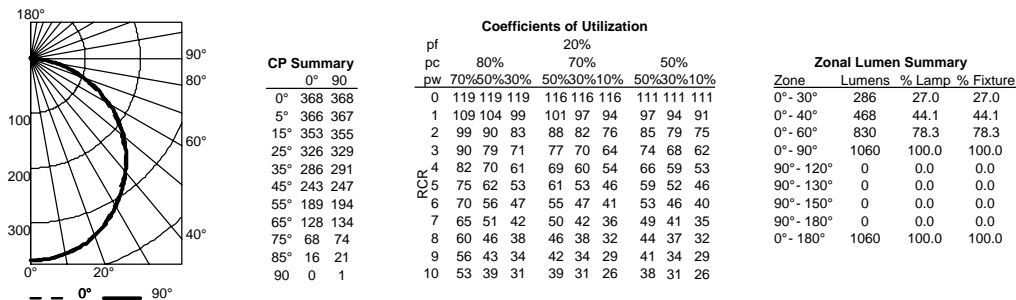 180°
90°
80°
100
60°
200
300
40°
0°
20°
0°
90°
CP Summary
0° 90
0° 368 368
5° 366 367
15° 353 355
25° 326 329
35° 286 291
45° 243 247
55° 189 194
65° 128 134
75° 68 74
85° 16 21
90 0 1
Coefficients of Utilization
pf 20%
pc 80% 70% 50%
pw 70%50%30% 50%30%10% 50%30%10%
RCR
0 119 119 119 116 116 116 111 111 111
1 109 104 99 101 97 94 97 94 91
2 99 90 83 88 82 76 85 79 75
3 90 79 71 77 70 64 74 68 62
4 82 70 61 69 60 54 66 59 53
5 75 62 53 61 53 46 59 52 46
6 70 56 47 55 47 41 53 46 40
7 65 51 42 50 42 36 49 41 35
8 60 46 38 46 38 32 44 37 32
9 56 43 34 42 34 29 41 34 29
10 53 39 31 39 31 26 38 31 26
Zonal Lumen Summary
Zone Lumens % Lamp % Fixture
0°- 30° 286 27.0 27.0
0°- 40° 468 44.1 44.1
0°- 60° 830 78.3 78.3
0°- 90° 1060 100.0 100.0
90°- 120° 0 0.0 0.0
90°- 130° 0 0.0 0.0
90°- 150° 0 0.0 0.0
90°- 180° 0 0.0 0.0
0°- 180° 1060 100.0 100.0